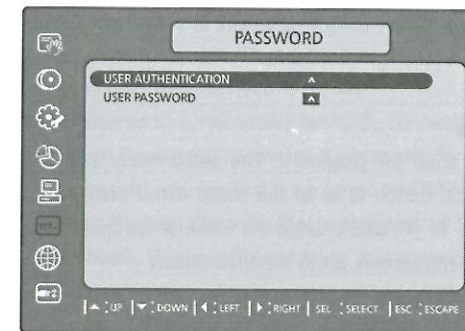 PASSWORD
USER AUTHENTICATION ^
USER PASSWORD ^
▲ : UP ▼ : DOWN ◀ : LEFT ▶ : RIGHT SEL : SELECT ESC : ESCAPE